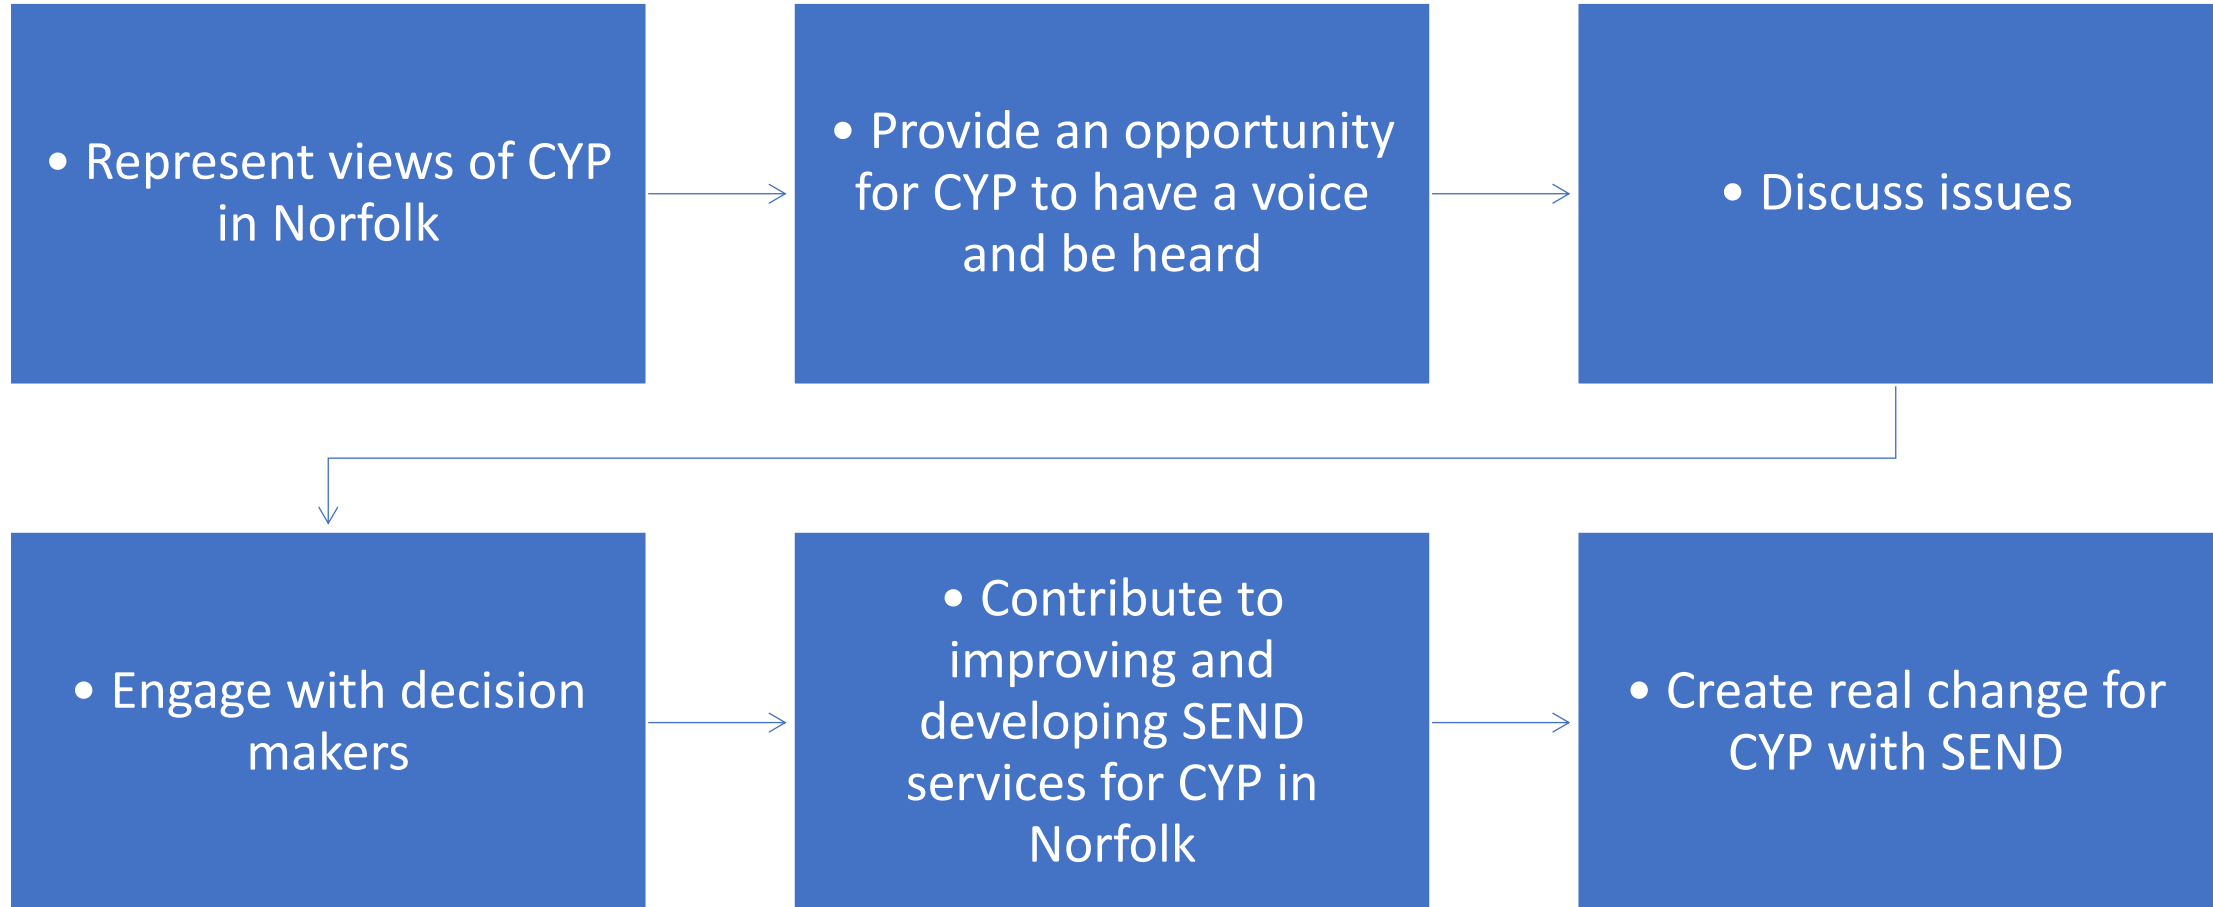 • Represent views of CYP
in Norfolk
• Provide an opportunity
for CYP to have a voice
and be heard
• Discuss issues
• Engage with decision
makers
• Contribute to
improving and
developing SEND
services for CYP in
Norfolk
• Create real change for
CYP with SEND